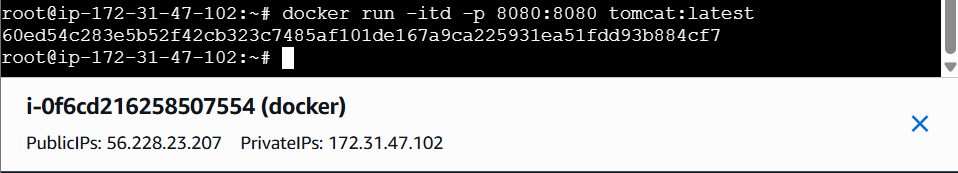 root@ip-172-31-47-102:~# docker run -itd -p 8080:8080 tomcat:latest
60ed54c283e5b52f42cb323c7485af101de167a9ca225931ea51fdd93b884cf7
root@ip-172-31-47-102:~#
i-0f6cd216258507554 (docker)
PublicIPs: 56.228.23.207 PrivateIPs: 172.31.47.102